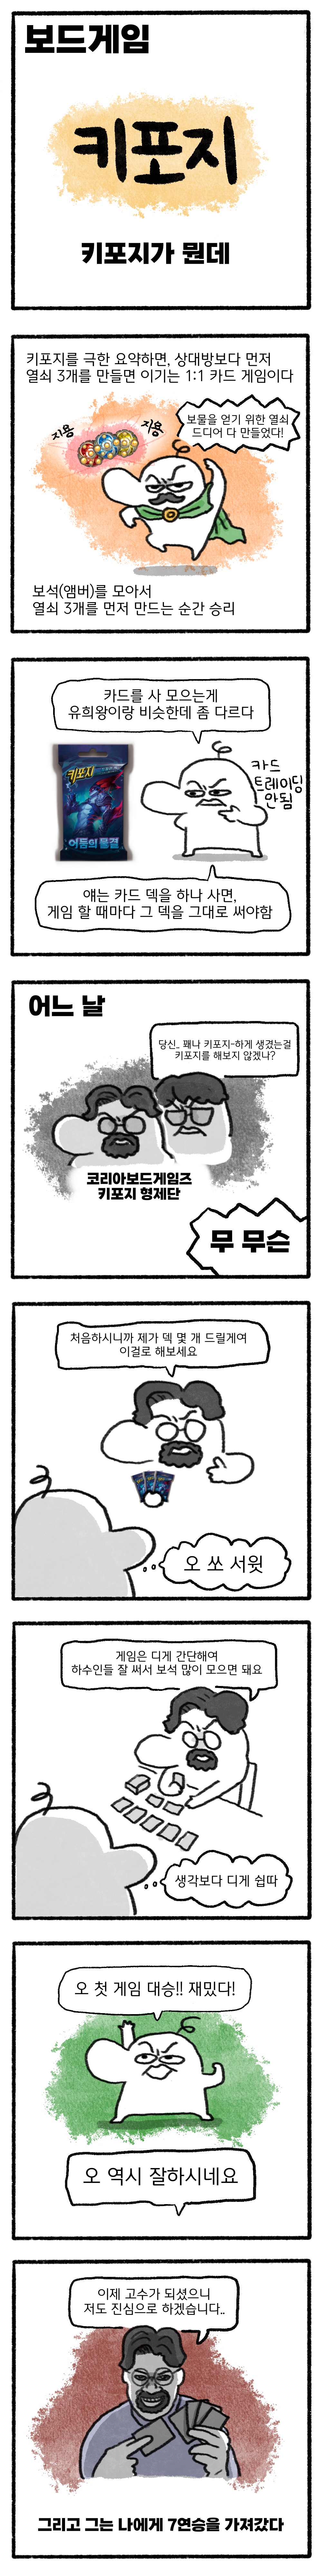 보드게임
키포지
키포지가 뭔데
키포지를 극한 요약하면, 상대방보다 먼저
열쇠 3개를 만들면 이기는 1:1 카드 게임이다
지용
지용
보물을 얻기 위한 열쇠
드디어 다 만들었다!
보석(앰버)를 모아서
열쇠 3개를 먼저 만드는 순간 승리
카드를 사 모으는게
유희왕이랑 비슷한데 좀 다르다
키포지
어둠의 물결
카드
트레이딩
안됨
얘는 카드 덱을 하나 사면,
게임 할 때마다 그 덱을 그대로 써야함
어느 날
당신.. 꽤나 키포지-하게 생겼는걸
키포지를 해보지 않겠나?
코리아보드게임즈
키포지 형제단
무 무슨
처음하시니까 제가 덱 몇 개 드릴게여
이걸로 해보세요
오 쏘 서윗
게임은 디게 간단해여
하수인들 잘 써서 보석 많이 모으면 돼요
생각보다 디게 쉽따
오 첫 게임 대승!! 재밌다!
오 역시 잘하시네요
이제 고수가 되셨으니
저도 진심으로 하겠습니다..
그리고 그는 나에게 7연승을 가져갔다